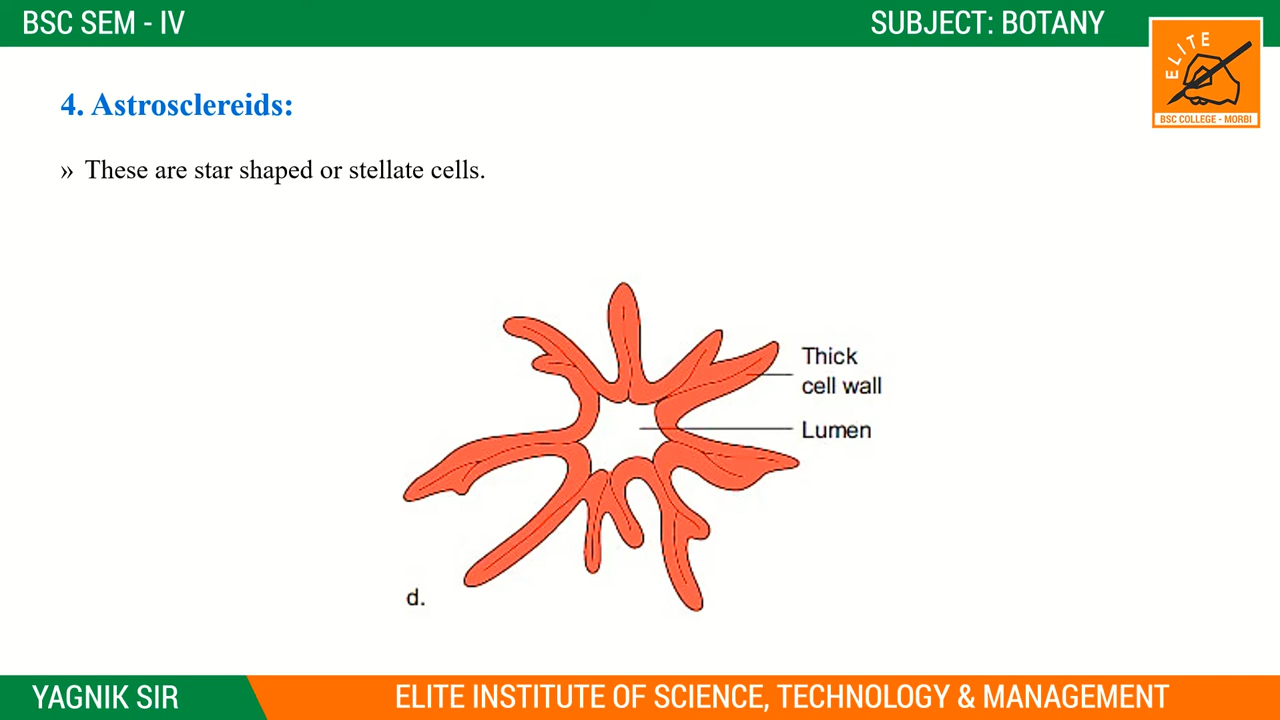 BSC SEM - IV
SUBJECT: BOTANY
ELITE
BSC COLLEGE - MORBI
4. Astrosclereids:
» These are star shaped or stellate cells.
Thick
cell wall
Lumen
d.
YAGNIK SIR
ELITE INSTITUTE OF SCIENCE, TECHNOLOGY & MANAGEMENT